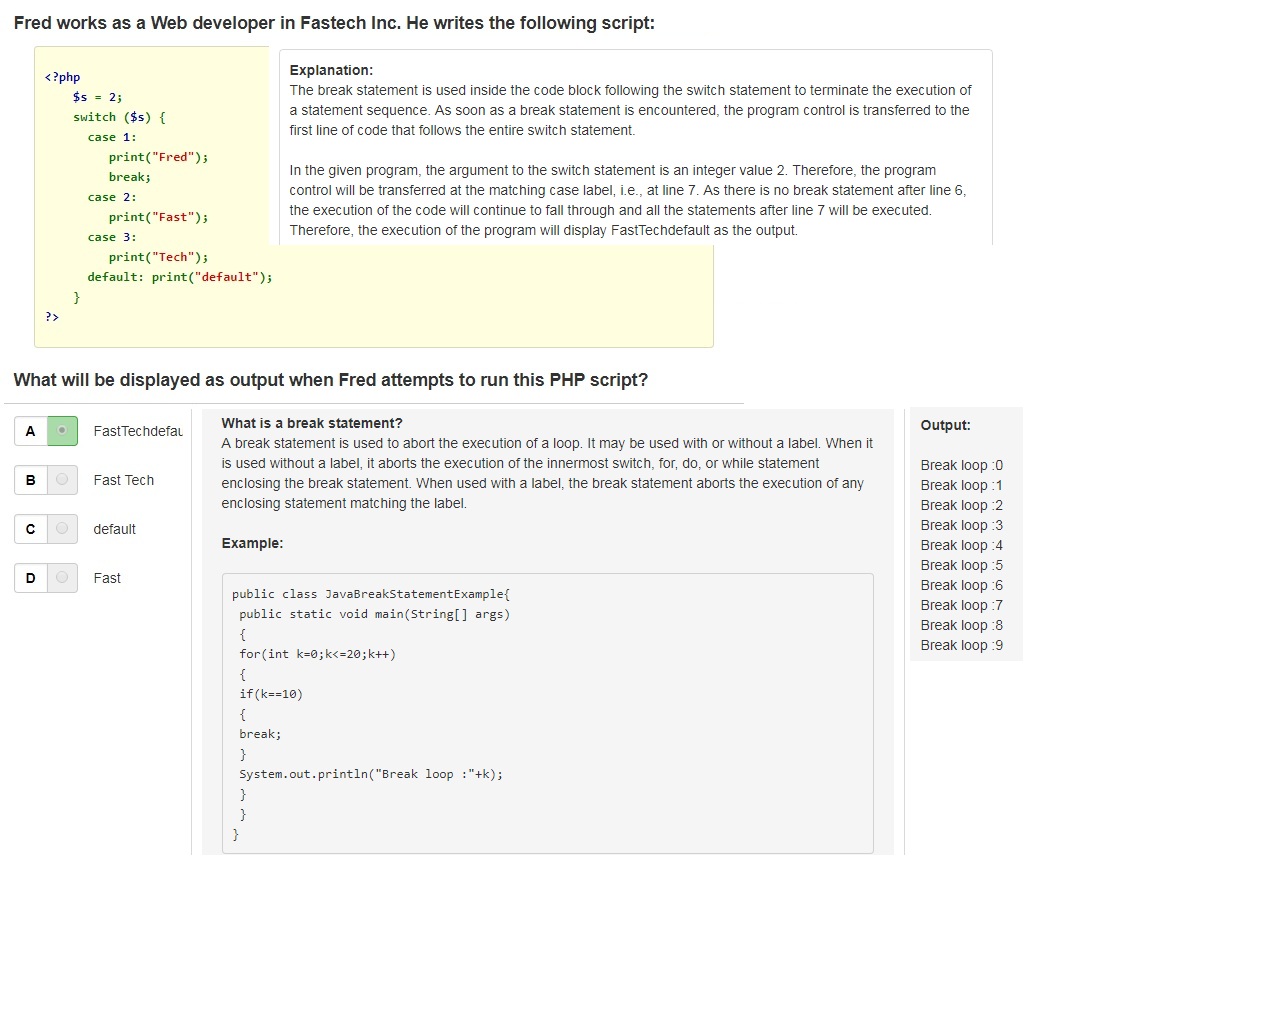 Fred works as a Web developer in Fastech Inc. He writes the following script:
<?php
$s = 2;
switch ($s) {
case 1:
print("Fred");
break;
case 2:
print("Fast");
case 3:
print("Tech");
default: print("default");
}
?>
Explanation:
The break statement is used inside the code block following the switch statement to terminate the execution of
a statement sequence. As soon as a break statement is encountered, the program control is transferred to the
first line of code that follows the entire switch statement.
In the given program, the argument to the switch statement is an integer value 2. Therefore, the program
control will be transferred at the matching case label, i.e., at line 7. As there is no break statement after line 6,
the execution of the code will continue to fall through and all the statements after line 7 will be executed.
Therefore, the execution of the program will display FastTechdefault as the output.
What will be displayed as output when Fred attempts to run this PHP script?
A FastTechdefau
B Fast Tech
C default
D Fast
What is a break statement?
A break statement is used to abort the execution of a loop. It may be used with or without a label. When it
is used without a label, it aborts the execution of the innermost switch, for, do, or while statement
enclosing the break statement. When used with a label, the break statement aborts the execution of any
enclosing statement matching the label.
Example:
public class JavaBreakStatementExample{
public static void main(String[] args)
{
for(int k=0;k<=20;k++)
{
if(k==10)
{
break;
}
System.out.println("Break loop :"+k);
}
}
}
Output:
Break loop :0
Break loop :1
Break loop :2
Break loop :3
Break loop :4
Break loop :5
Break loop :6
Break loop :7
Break loop :8
Break loop :9